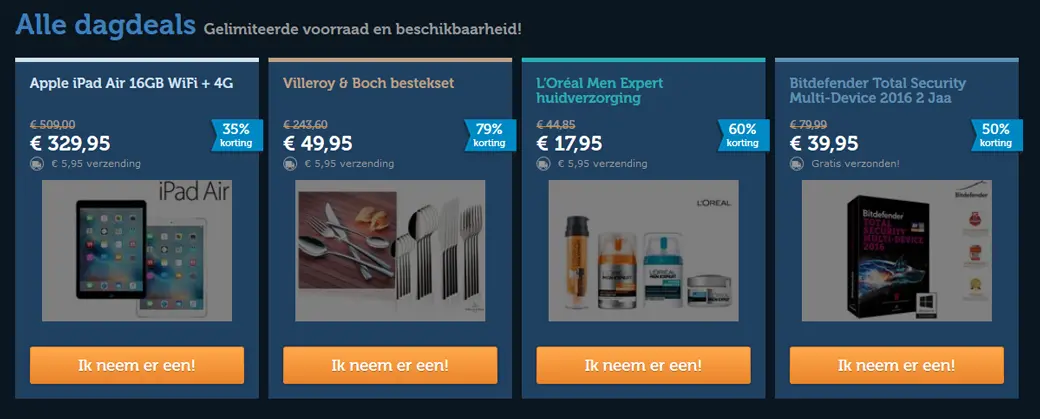 Alle dagdeals Gelimiteerde voorraad en beschikbaarheid!
Apple iPad Air 16GB WiFi + 4G
€ 509,00
€ 329,95
35%
korting
€ 5,95 verzending
iPad Air
Ik neem er een!
Villeroy & Boch bestekset
€ 243,60
€ 49,95
79%
korting
€ 5,95 verzending
Ik neem er een!
L'Oréal Men Expert
huidverzorging
€ 44,85
€ 17,95
60%
korting
€ 5,95 verzending
L'ORÉAL
L'ORÉAL
MEN EXPERT
Ik neem er een!
Bitdefender Total Security
Multi-Device 2016 2 Jaa
€ 79,99
€ 39,95
50%
korting
Gratis verzonden!
Bitdefender
Bitdefender
TOTAL
SECURITY
MULTI-DEVICE
2016
Ik neem er een!